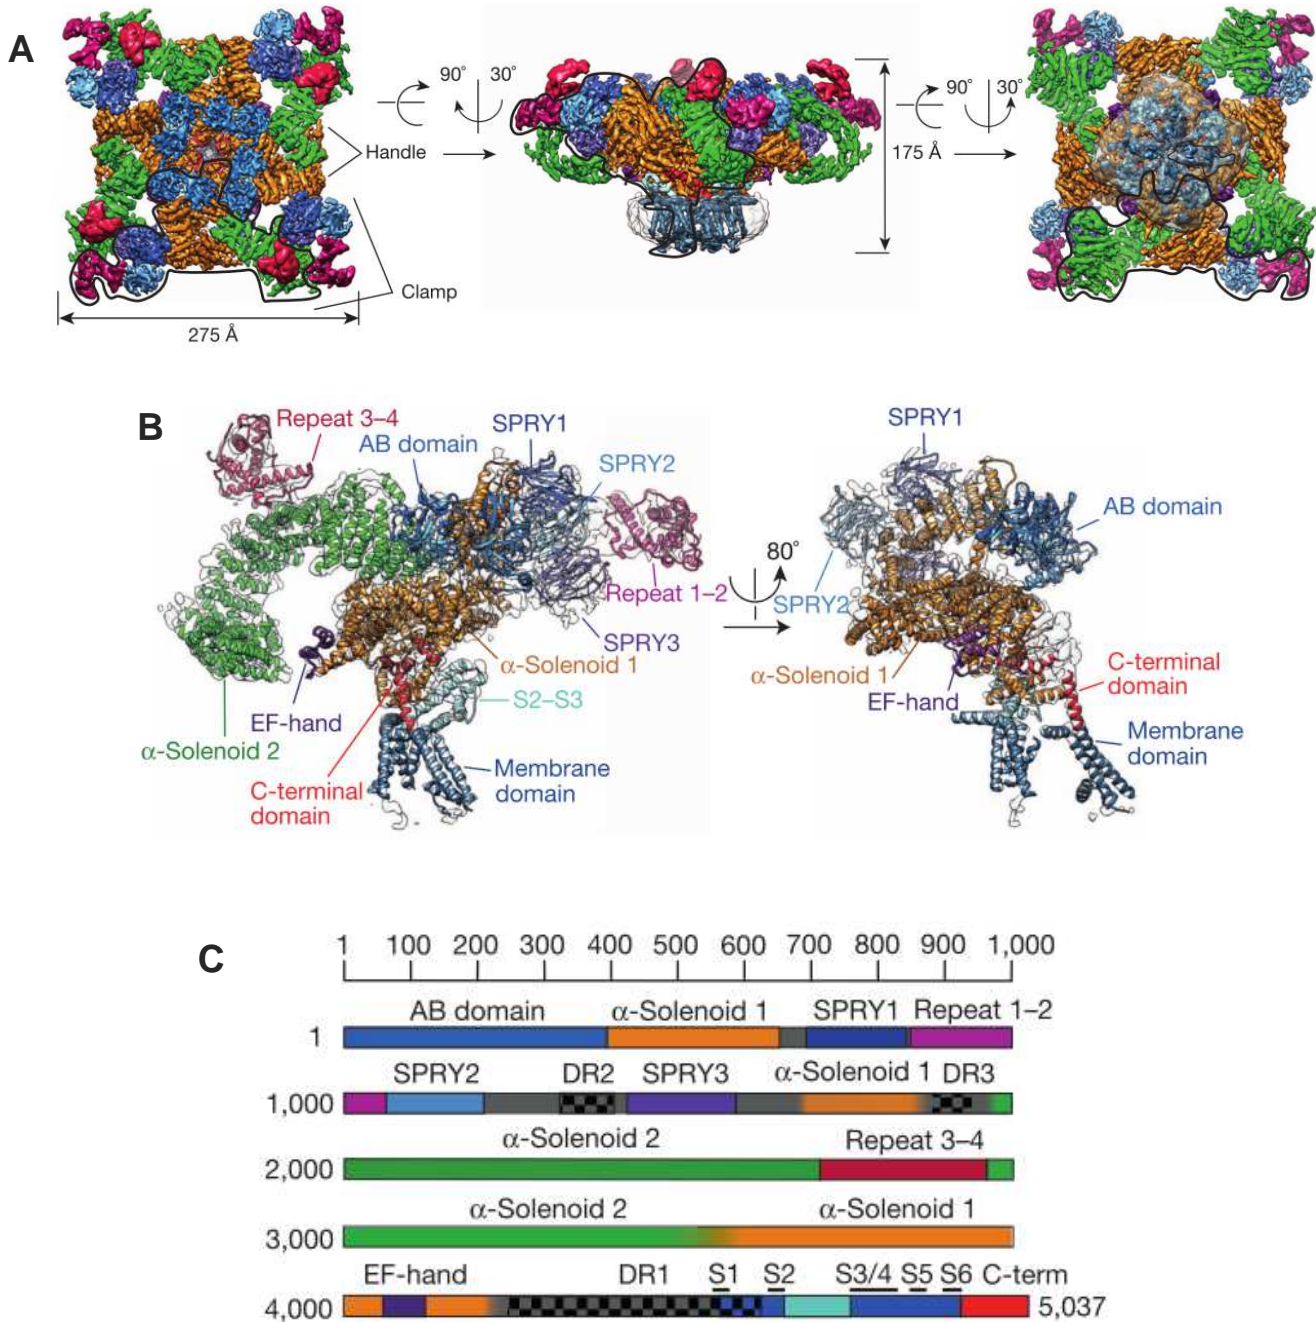 A
90° 30°
Handle
175 Å
90° 30°
Clamp
275 Å
B
Repeat 3–4
AB domain
SPRY1
SPRY2
Repeat 1–2
SPRY3
α-Solenoid 1
S2–S3
EF-hand
α-Solenoid 2
C-terminal
domain
Membrane
domain
80°
SPRY1
AB domain
SPRY2
α-Solenoid 1
EF-hand
C-terminal
domain
Membrane
domain
C
1 100 200 300 400 500 600 700 800 900 1,000
AB domain α-Solenoid 1 SPRY1 Repeat 1–2
1
SPRY2 DR2 SPRY3 α-Solenoid 1 DR3
1,000
α-Solenoid 2 Repeat 3–4
2,000
α-Solenoid 2 α-Solenoid 1
3,000
EF-hand DR1 S1 S2 S3/4 S5 S6 C-term
4,000 5,037